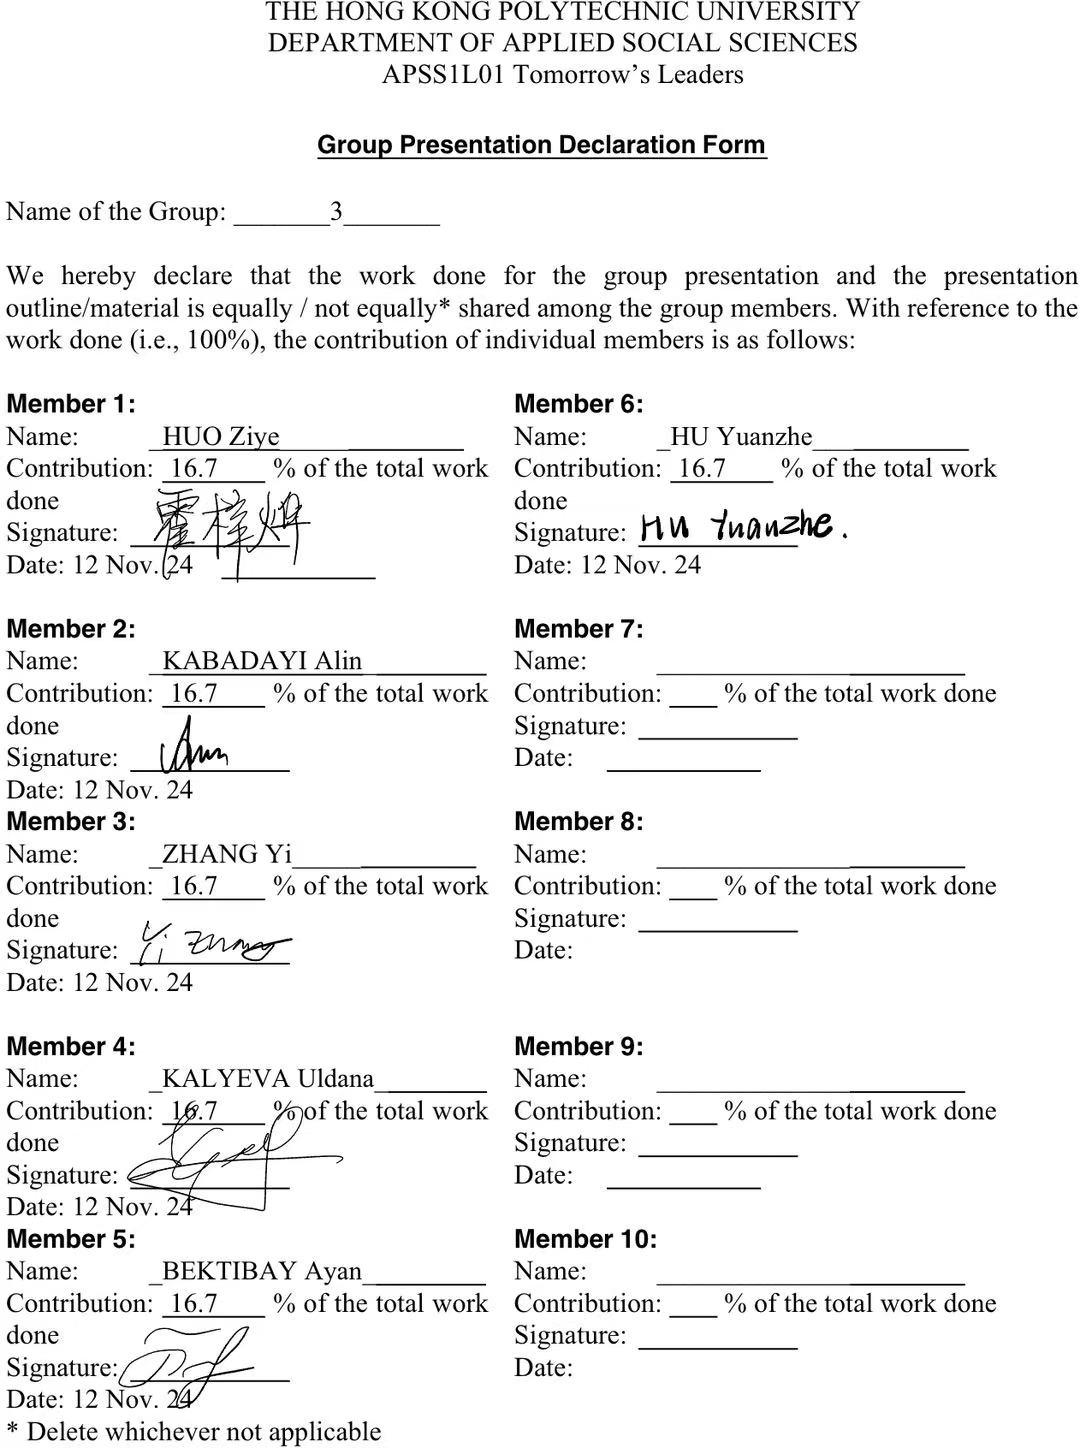 THE HONG KONG POLYTECHNIC UNIVERSITY
DEPARTMENT OF APPLIED SOCIAL SCIENCES
APSS1L01 Tomorrow’s Leaders
Group Presentation Declaration Form
Name of the Group: _______3_______
We hereby declare that the work done for the group presentation and the presentation
outline/material is equally / not equally* shared among the group members. With reference to the
work done (i.e., 100%), the contribution of individual members is as follows:
Member 1:
Name: HUO Ziye
Contribution: 16.7 % of the total work
done
Signature: 霍梓烨
Date: 12 Nov. 24
Member 2:
Name: KABADAYI Alin
Contribution: 16.7 % of the total work
done
Signature:
Date: 12 Nov. 24
Member 3:
Name: ZHANG Yi
Contribution: 16.7 % of the total work
done
Signature: Yi Zhang
Date: 12 Nov. 24
Member 4:
Name: KALYEVA Uldana
Contribution: 16.7 % of the total work
done
Signature:
Date: 12 Nov. 24
Member 5:
Name: BEKTIBAY Ayan
Contribution: 16.7 % of the total work
done
Signature:
Date: 12 Nov. 24
* Delete whichever not applicable
Member 6:
Name: HU Yuanzhe
Contribution: 16.7 % of the total work
done
Signature: HU Yuanzhe.
Date: 12 Nov. 24
Member 7:
Name:
Contribution: ____ % of the total work done
Signature:
Date:
Member 8:
Name:
Contribution: ____ % of the total work done
Signature:
Date:
Member 9:
Name:
Contribution: ____ % of the total work done
Signature:
Date:
Member 10:
Name:
Contribution: ____ % of the total work done
Signature:
Date: